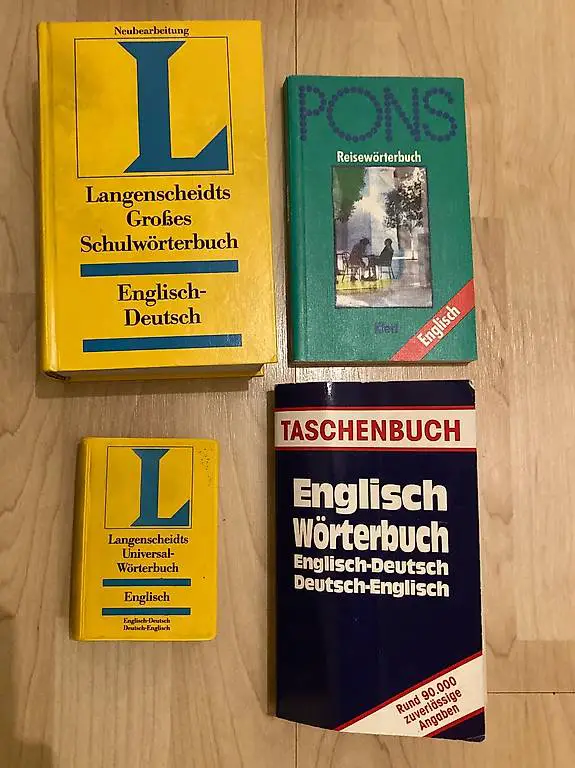 Neubearbeitung
L
Langenscheidts
Großes
Schulwörterbuch
Englisch-
Deutsch
PONS
Reisewörterbuch
Klett
Englisch
L
Langenscheidts
Universal-
Wörterbuch
Englisch
Englisch-Deutsch
Deutsch-Englisch
TASCHENBUCH
Englisch
Wörterbuch
Englisch-Deutsch
Deutsch-Englisch
Rund 90.000
zuverlässige
Angaben